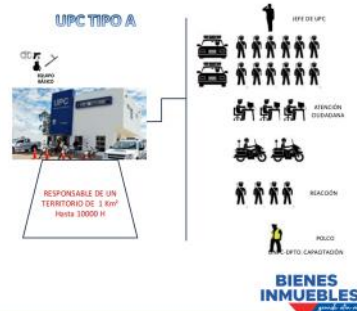 UPC TIPO A
EQUIPO
BÁSICO
UPC
RESPONSABLE DE UN
TERRITORIO DE 1 Km²
Hasta 10000 H
JEFE DE UPC
ATENCIÓN
CIUDADANA
REACCIÓN
POLCO
DPTO. CAPACITACIÓN
BIENES
INMUEBLES